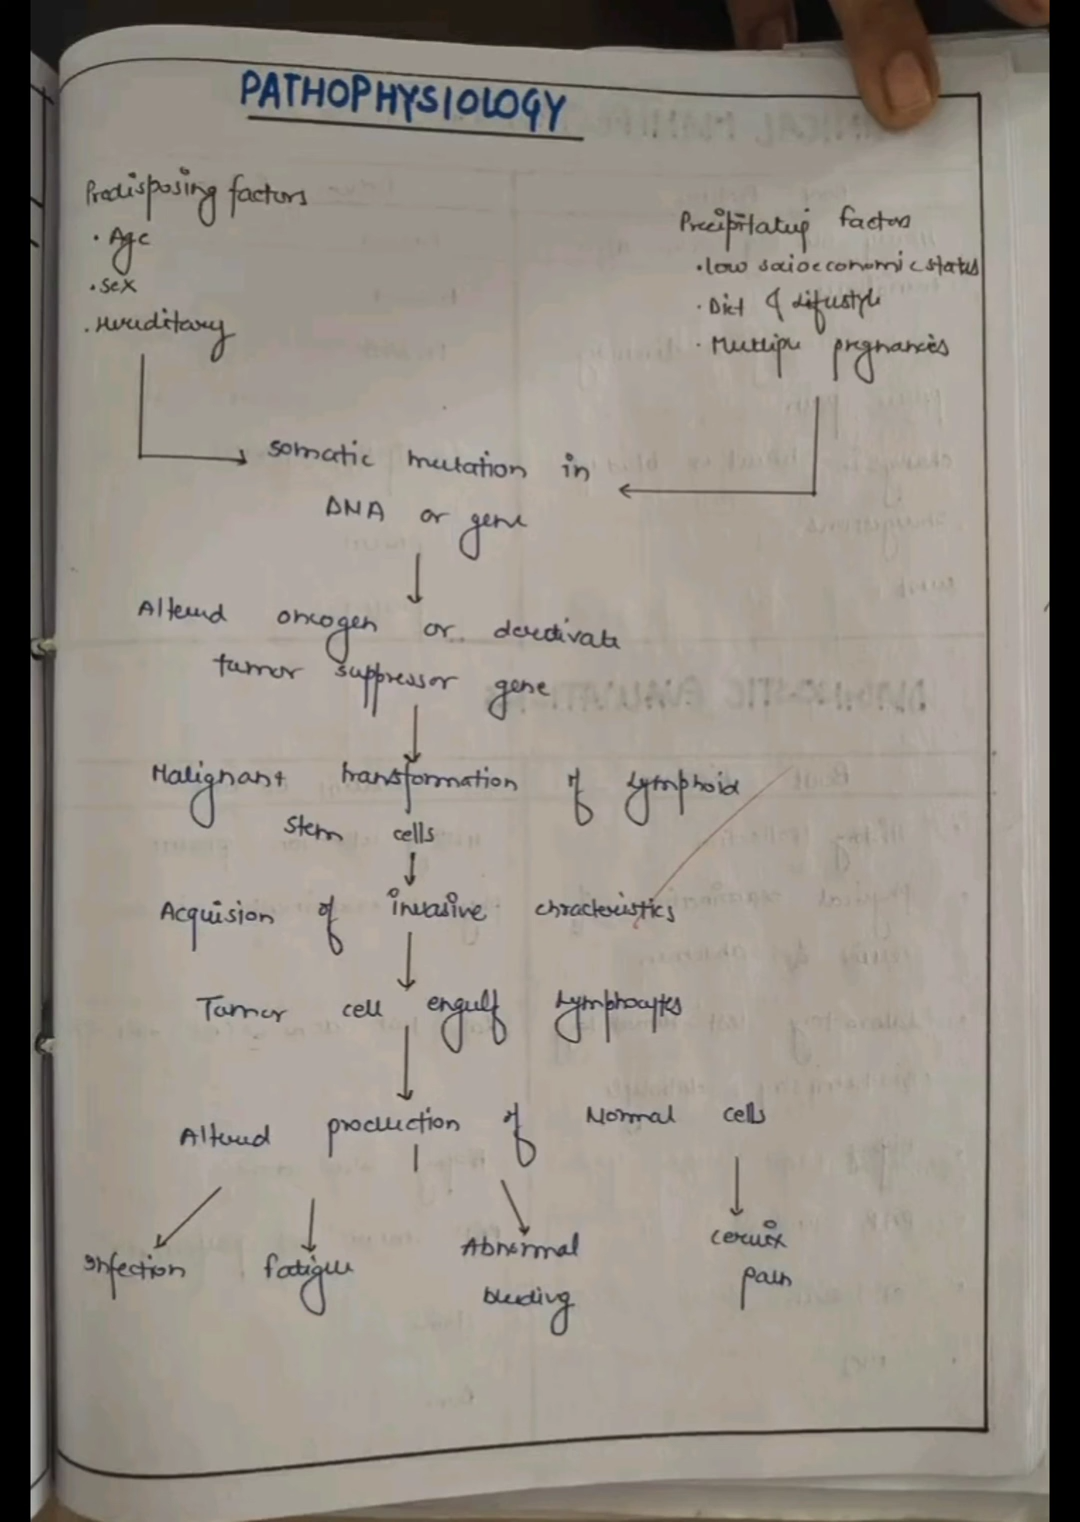 PATHOPHYSIOLOGY
Predisposing factors
· Age
· Sex
· Hereditary
Precipitating factors
· low socioeconomic status
· Diet & lifestyle
· Multiple pregnancies
somatic mutation in
DNA or gene
Altered oncogen or deactivate
tumor suppressor gene
Malignant transformation of lymphoid
stem cells
Acquision of invasive chracteristics
Tumor cell engulf lymphocytes
Altered production of Normal cells
Infection
fatigue
Abnormal
bleeding
cervix
pain